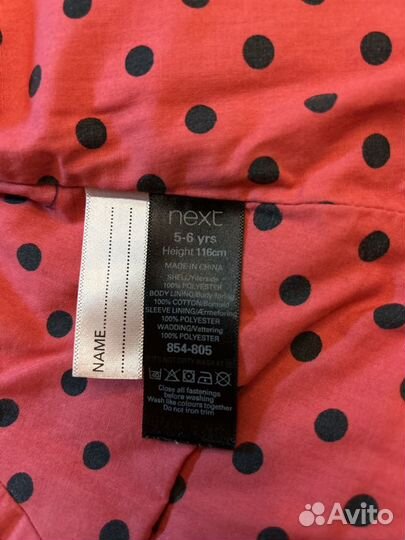 NAME
next
5-6 yrs
Height 116cm
MADE IN CHINA
SHELL/Yderside
100% POLYESTER
BODY LINING/Body foring
100% COTTON/Bomuld
SLEEVE LINING/Ærmeforing
100% POLYESTER
WADDING/Vattering
100% POLYESTER
854-805
Close all fastenings
before washing
Wash like colours together
Do not iron trim
Avito